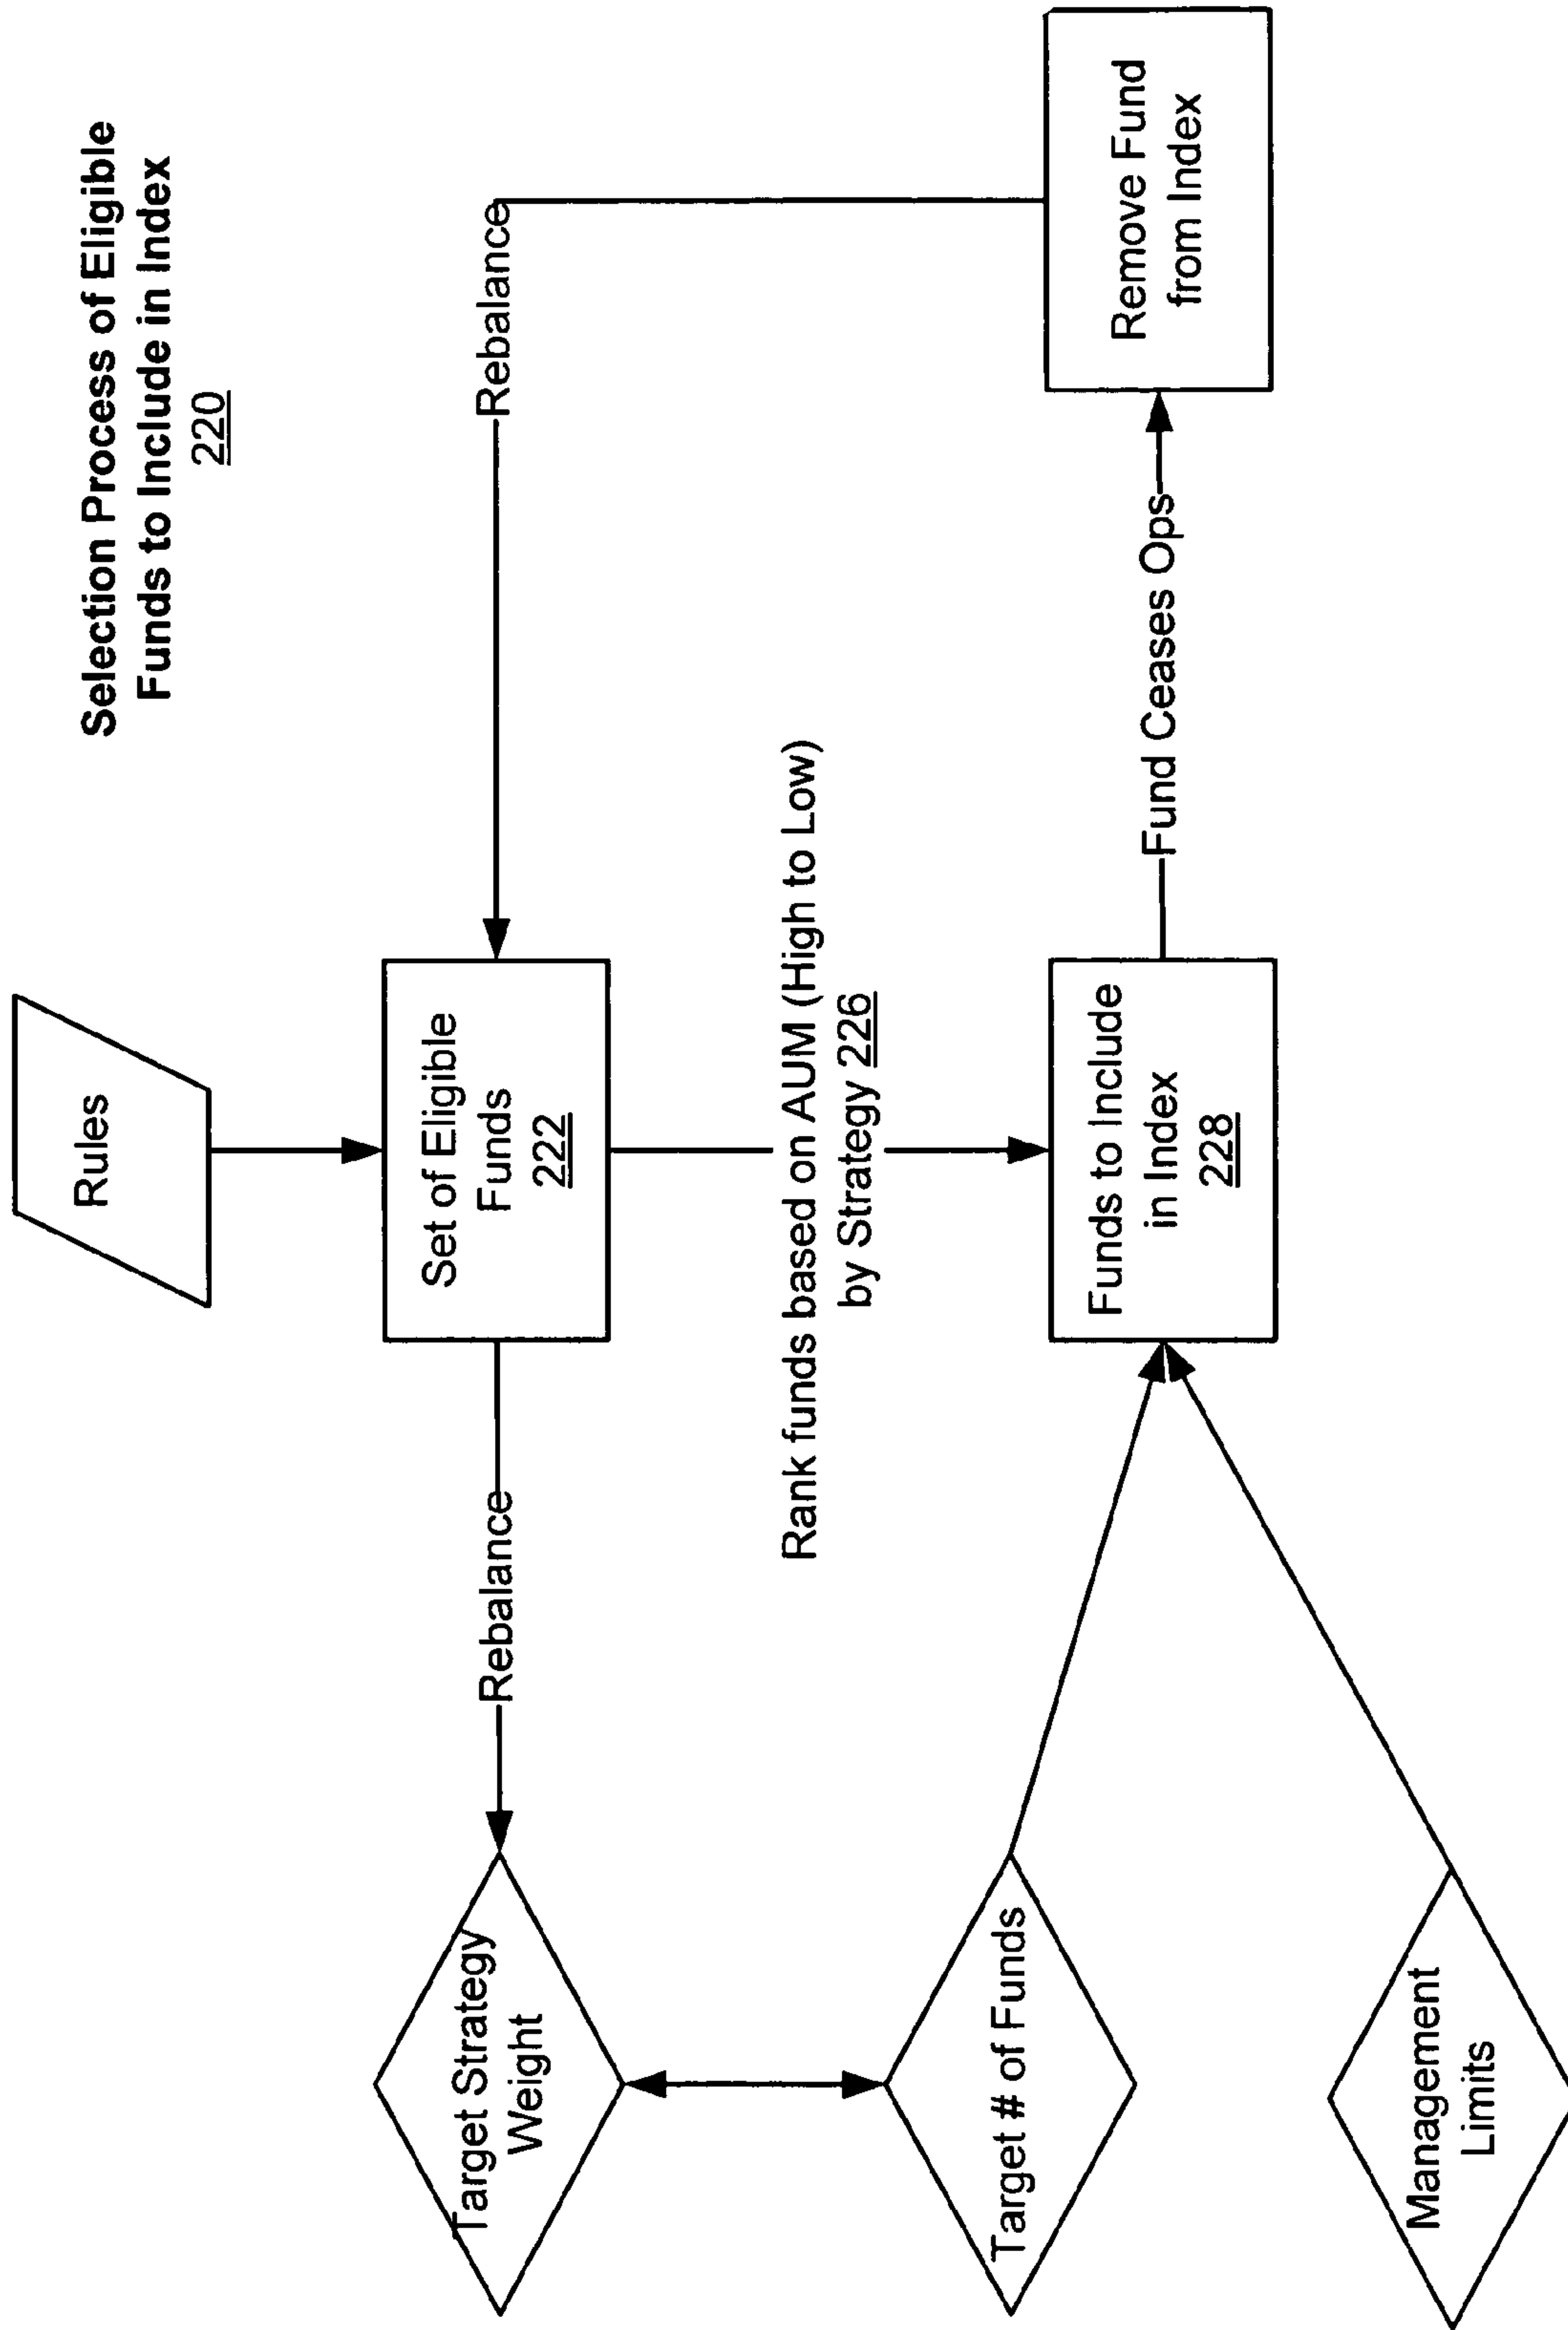 Selection Process of Eligible
Funds to Include in Index
220
Rules
Rebalance
Set of Eligible
Funds
222
Rebalance
Target Strategy
Weight
Rank funds based on AUM (High to Low)
by Strategy 226
Target # of Funds
Funds to Include
in Index
228
Fund Ceases Ops
Remove Fund
from Index
Management
Limits